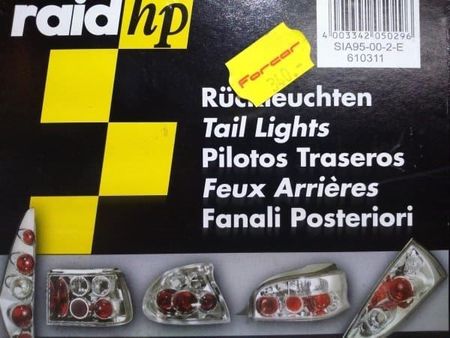 raid hp
4 003342 050296
SIA95-00-2-E
610311
Forcar
340.-
Rückleuchten
Tail Lights
Pilotos Traseros
Feux Arrières
Fanali Posteriori